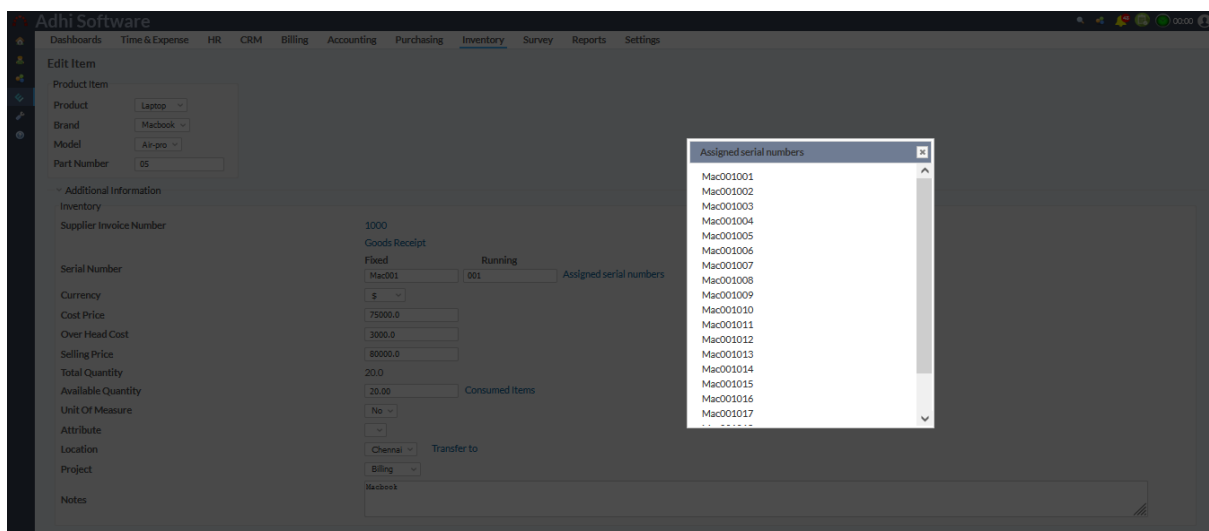 Adhi Software
00:00
Dashboards Time & Expense HR CRM Billing Accounting Purchasing Inventory Survey Reports Settings
Edit Item
Product Item
Product Laptop
Brand Macbook
Model Air-pro
Part Number 05
Additional Information
Inventory
Supplier Invoice Number 1000
Goods Receipt
Fixed Running
Serial Number Mac001 001 Assigned serial numbers
Currency $
Cost Price 75000.0
Over Head Cost 3000.0
Selling Price 80000.0
Total Quantity 20.0
Available Quantity 20.00 Consumed Items
Unit Of Measure No
Attribute
Location Chennai Transfer to
Project Billing
Notes Macbook
Assigned serial numbers
Mac001001
Mac001002
Mac001003
Mac001004
Mac001005
Mac001006
Mac001007
Mac001008
Mac001009
Mac001010
Mac001011
Mac001012
Mac001013
Mac001014
Mac001015
Mac001016
Mac001017